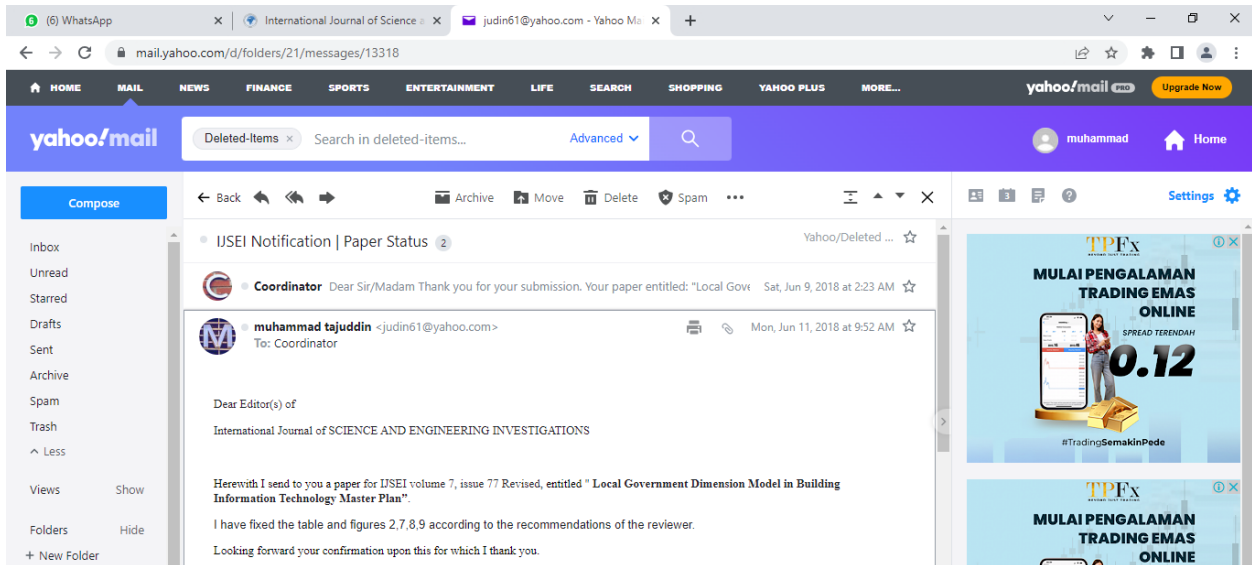 (6) WhatsApp
International Journal of Science a
judin61@yahoo.com - Yahoo Ma
mail.yahoo.com/d/folders/21/messages/13318
HOME MAIL NEWS FINANCE SPORTS ENTERTAINMENT LIFE SEARCH SHOPPING YAHOO PLUS MORE... yahoo!mail PRO Upgrade Now
yahoo!mail Deleted-Items × Search in deleted-items... Advanced muhammad Home
Compose Back Archive Move Delete Spam ••• Settings
Inbox
Unread
Starred
Drafts
Sent
Archive
Spam
Trash
Less
Views Show
Folders Hide
+ New Folder
IJSEI Notification | Paper Status 2 Yahoo/Deleted ...
Coordinator Dear Sir/Madam Thank you for your submission. Your paper entitled: "Local Gove Sat, Jun 9, 2018 at 2:23 AM
muhammad tajuddin <judin61@yahoo.com> Mon, Jun 11, 2018 at 9:52 AM
To: Coordinator
Dear Editor(s) of
International Journal of SCIENCE AND ENGINEERING INVESTIGATIONS
Herewith I send to you a paper for IJSEI volume 7, issue 77 Revised, entitled " Local Government Dimension Model in Building
Information Technology Master Plan”.
I have fixed the table and figures 2,7,8,9 according to the recommendations of the reviewer.
Looking forward your confirmation upon this for which I thank you.
TPFx
MULAI PENGALAMAN
TRADING EMAS
ONLINE
SPREAD TERENDAH
0.12
#TradingSemakinPede
TPFx
MULAI PENGALAMAN
TRADING EMAS
ONLINE